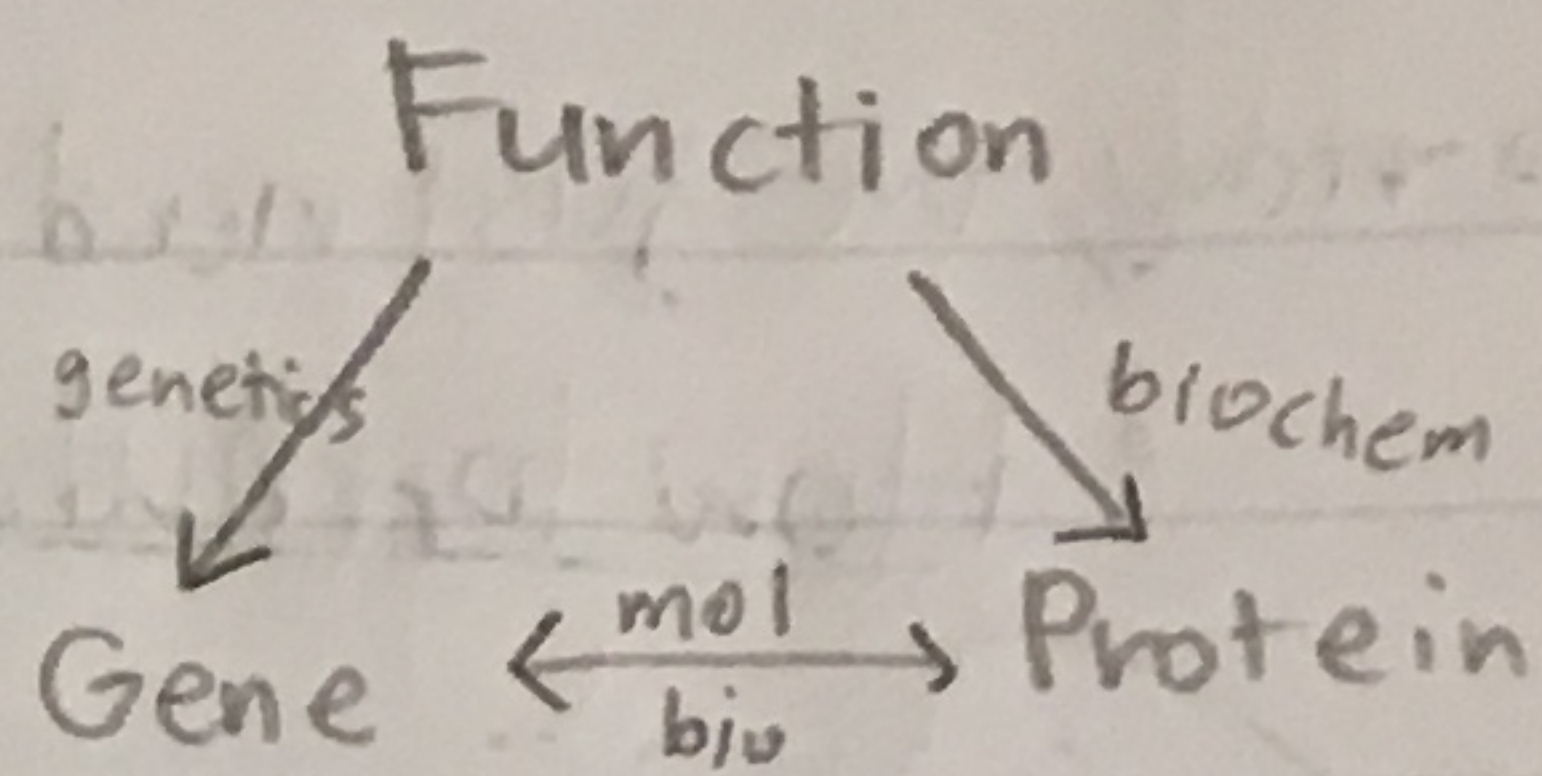 Function
genetics
biochem
mol
Gene
Protein
bio